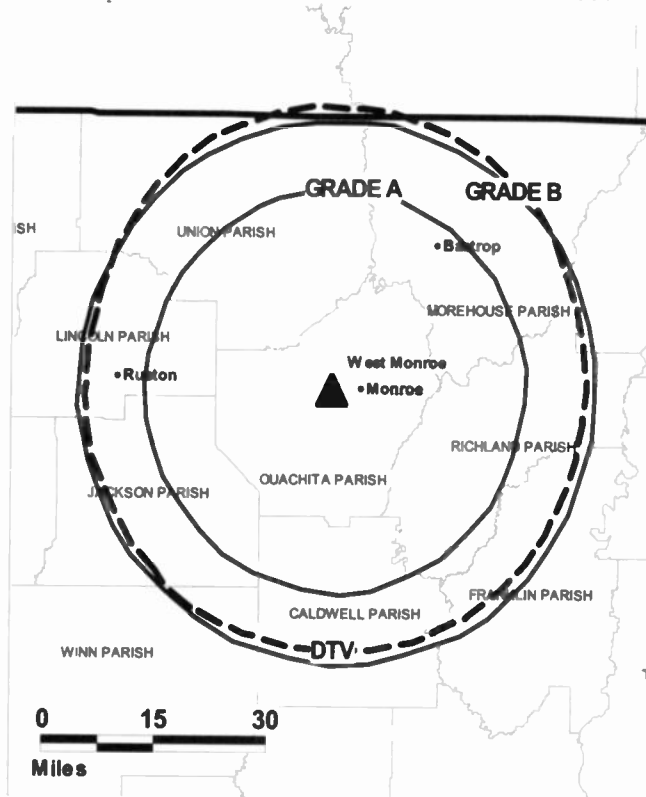 GRADE A
GRADE B
ISH
UNION PARISH
Bastrop
MOREHOUSE PARISH
LINCOLN PARISH
West Monroe
Ruston
Monroe
RICHLAND PARISH
OUACHITA PARISH
JACKSON PARISH
FRANKLIN PARISH
CALDWELL PARISH
DTV
WINN PARISH
0 15 30
Miles